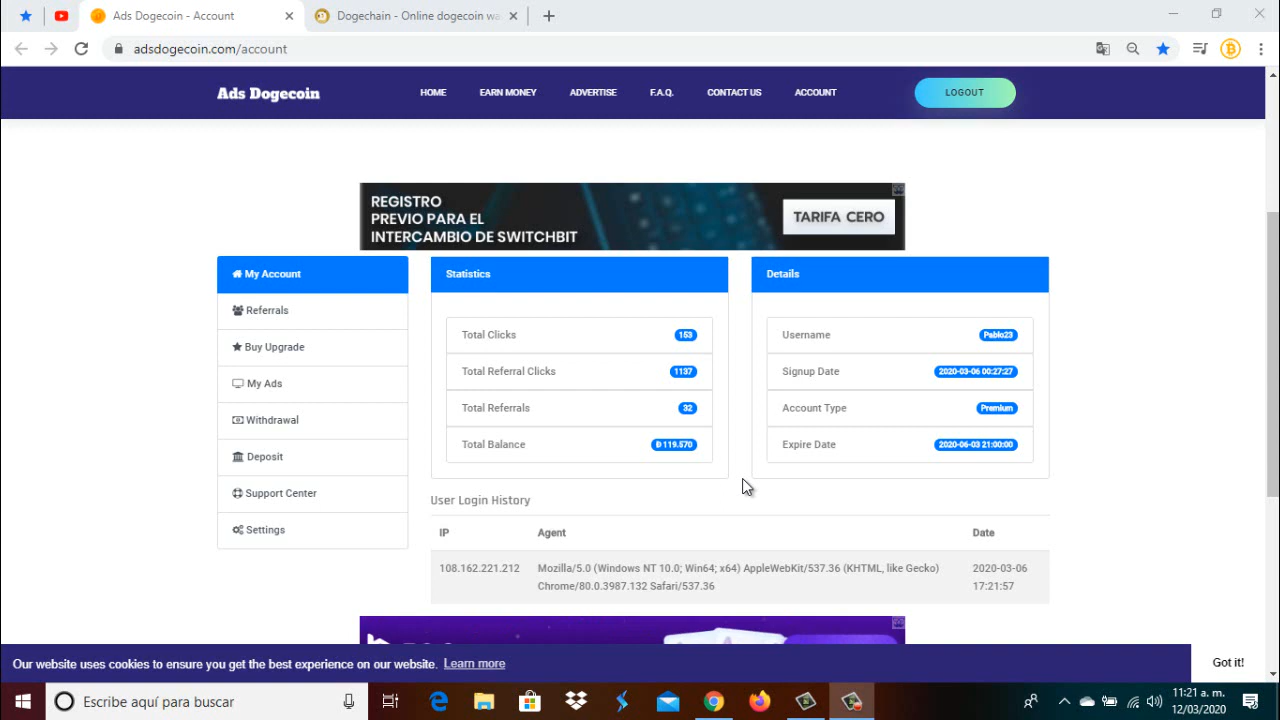 Ads Dogecoin - Account
Dogechain - Online dogecoin wa
adsdogecoin.com/account
Ads Dogecoin
HOME
EARN MONEY
ADVERTISE
F.A.Q.
CONTACT US
ACCOUNT
LOGOUT
REGISTRO
PREVIO PARA EL
INTERCAMBIO DE SWITCHBIT
TARIFA CERO
My Account
Referrals
Buy Upgrade
My Ads
Withdrawal
Deposit
Support Center
Settings
Statistics
Total Clicks 153
Total Referral Clicks 1137
Total Referrals 32
Total Balance Ð 119.570
Details
Username Pablo23
Signup Date 2020-03-06 00:27:27
Account Type Premium
Expire Date 2020-06-03 21:00:00
User Login History
IP Agent Date
108.162.221.212 Mozilla/5.0 (Windows NT 10.0; Win64; x64) AppleWebKit/537.36 (KHTML, like Gecko) 2020-03-06
Chrome/80.0.3987.132 Safari/537.36 17:21:57
Our website uses cookies to ensure you get the best experience on our website. Learn more
Got it!
Escribe aquí para buscar
11:21 a. m.
12/03/2020